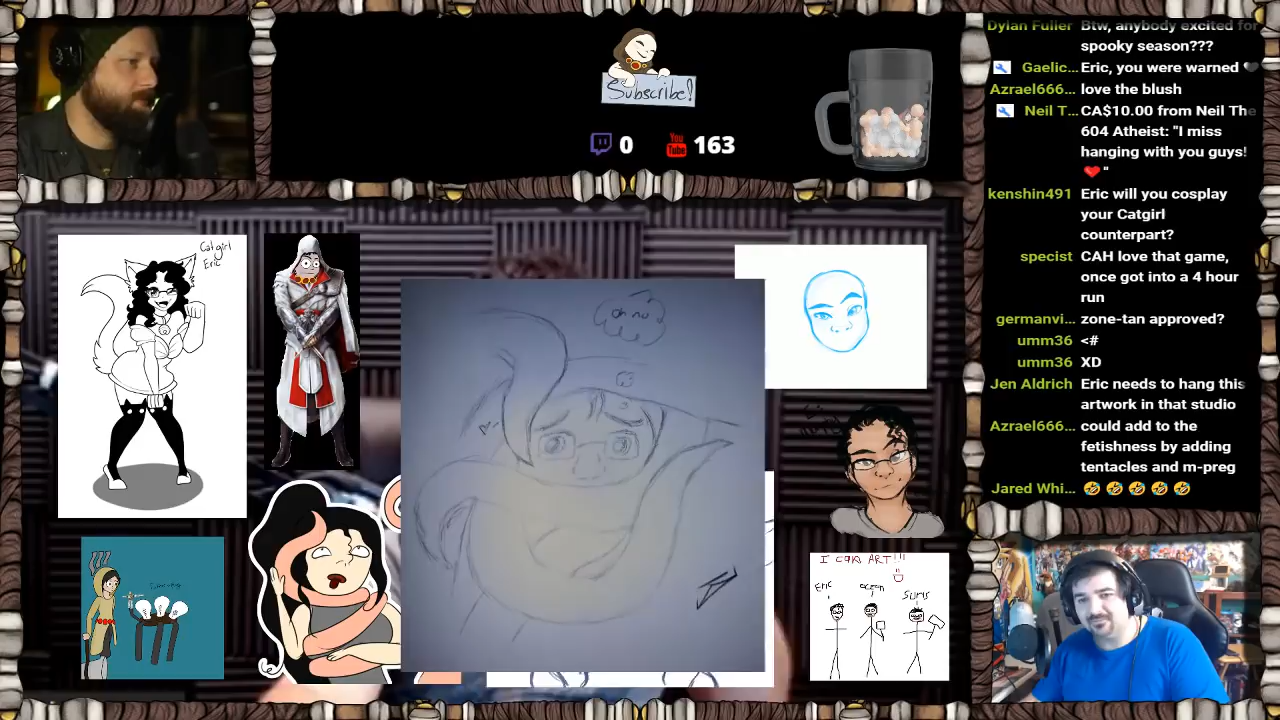 Subscribe!
0
You
Tube
163
Dylan Fuller Btw, anybody excited for
spooky season???
Gaelic... Eric, you were warned 🖤
Azrael666... love the blush
Neil T... CA$10.00 from Neil The
604 Atheist: "I miss
hanging with you guys!
❤️"
kenshin491 Eric will you cosplay
your Catgirl
counterpart?
specist CAH love that game,
once got into a 4 hour
run
germanvi... zone-tan approved?
umm36 <#
umm36 XD
Jen Aldrich Eric needs to hang this
artwork in that studio
Azrael666... could add to the
fetishness by adding
tentacles and m-preg
Jared Whi... 🤣🤣🤣🤣🤣
Catgirl
Eric
oh no
I CAN ART!!!
Eric